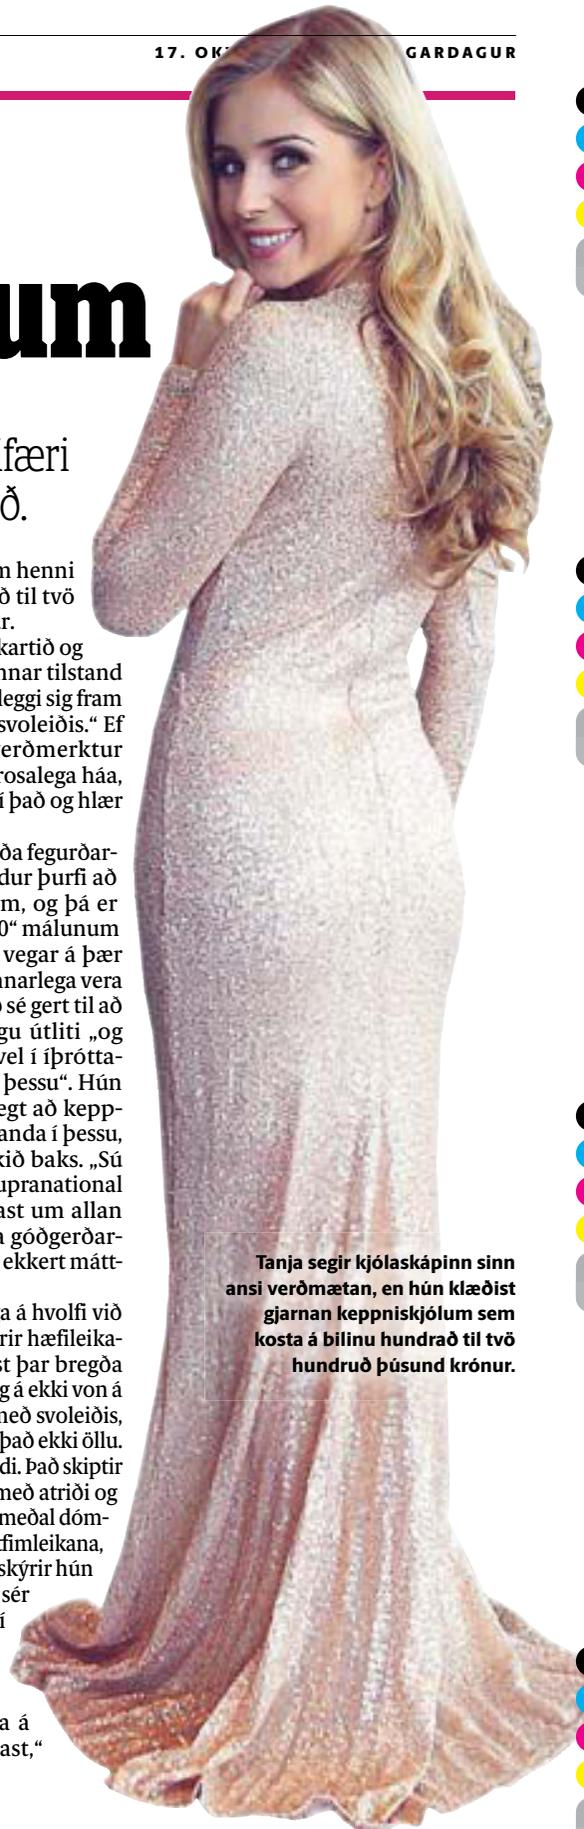 17. OK GARDAGUR
um
færi
ð.
m henni
ð til tvö
r.
kartið og
nnar tilstand
leggi sig fram
svoleiðis.“ Ef
verðmerktur
rosalega háa,
í það og hlær
ða fegurðar-
dur þurfi að
m, og þá er
0“ málunum
vegar á þær
narlega vera
sé gert til að
gu útliti „og
vel í íþrótta-
þessu“. Hún
egt að kepp-
anda í þessu,
kið baks. „Sú
upranational
ast um allan
a góðgerðar-
ekkert mátt-
a á hvolfi við
rir hæfileika-
st þar bregða
g á ekki von á
með svoleiðis,
það ekki öllu.
di. Það skiptir
með atriði og
meðal dóm-
fimleikana,
skýrir hún
sér
í
a á
ast,“
Tanja segir kjólaskápinn sinn
ansi verðmætan, en hún klæðist
gjarnan keppniskjólum sem
kosta á bilinu hundrað til tvö
hundruð þúsund krónur.